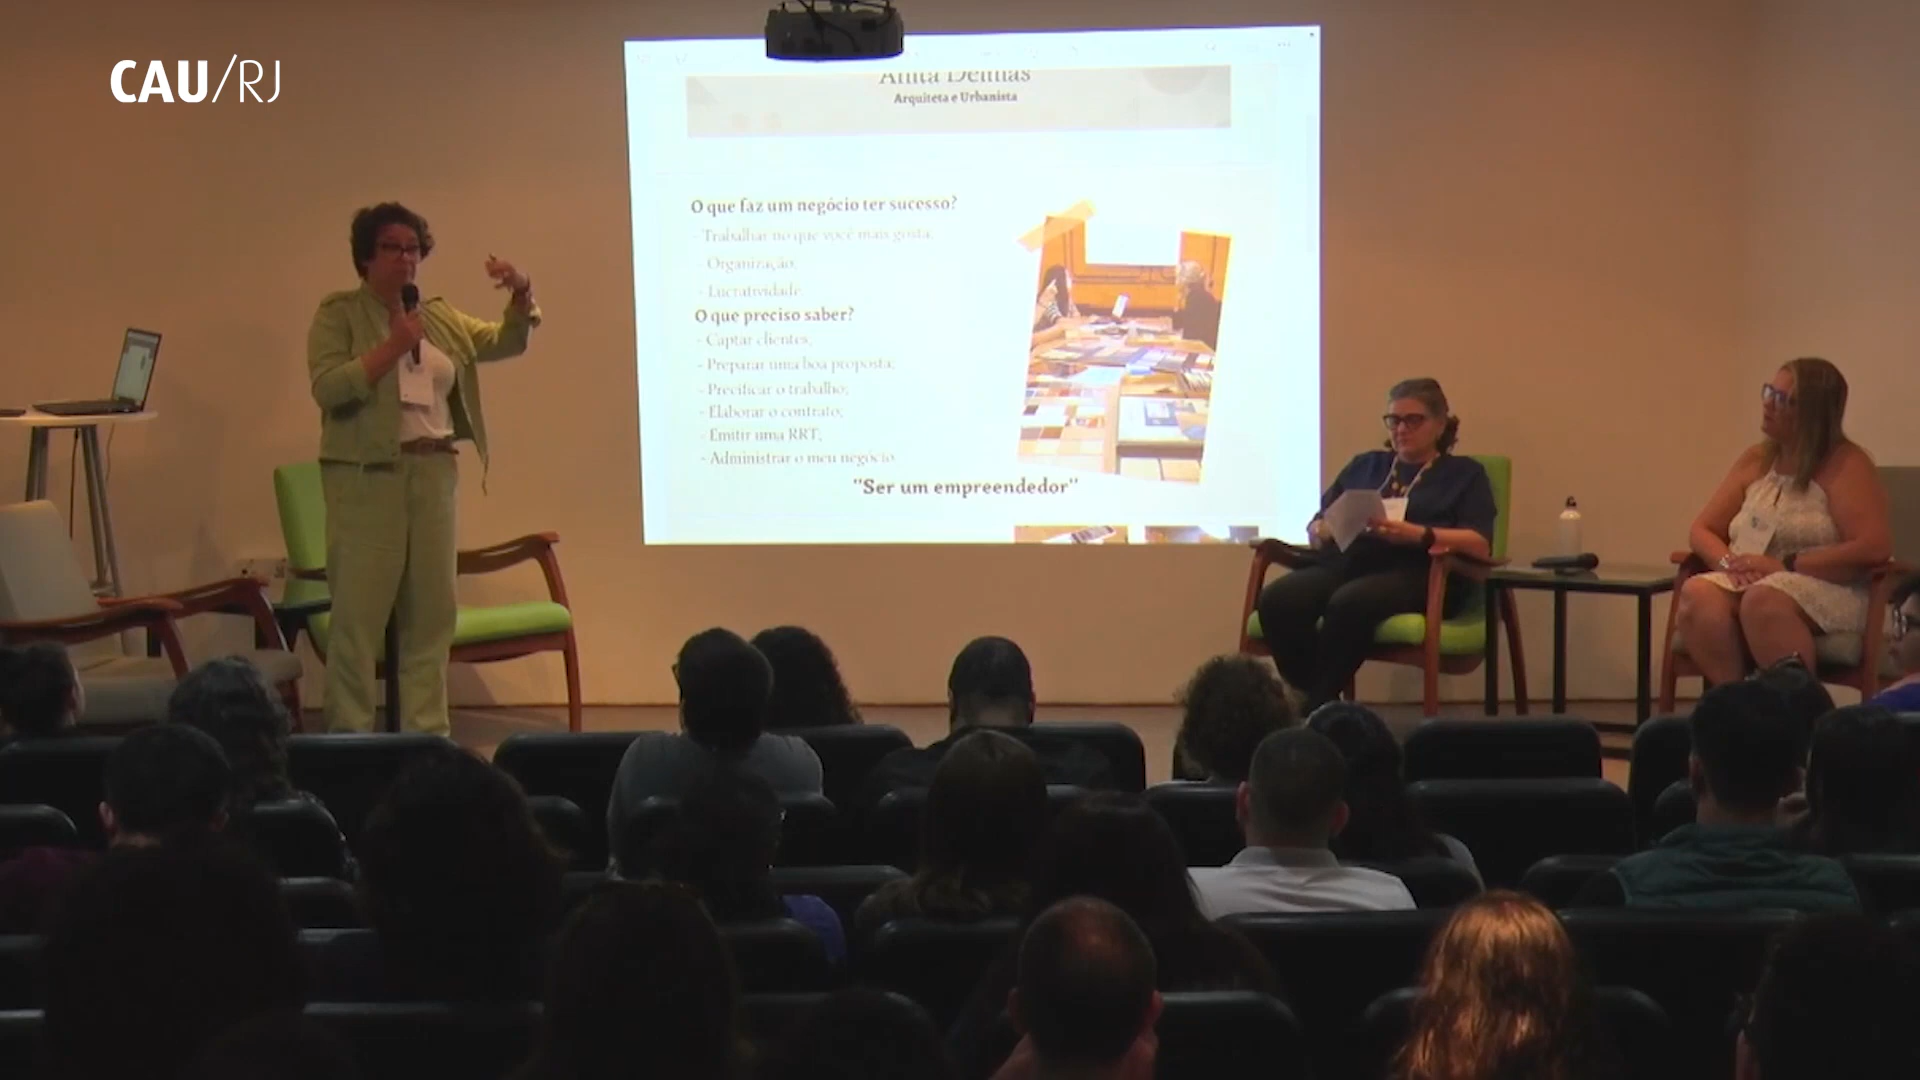 CAU/RJ
Anita Delmas
Arquiteta e Urbanista
O que faz um negócio ter sucesso?
- Trabalhar no que você mais gosta;
- Organização;
- Lucratividade.
O que preciso saber?
- Captar clientes;
- Preparar uma boa proposta;
- Precificar o trabalho;
- Elaborar o contrato;
- Emitir uma RRT;
- Administrar o meu negócio.
"Ser um empreendedor"